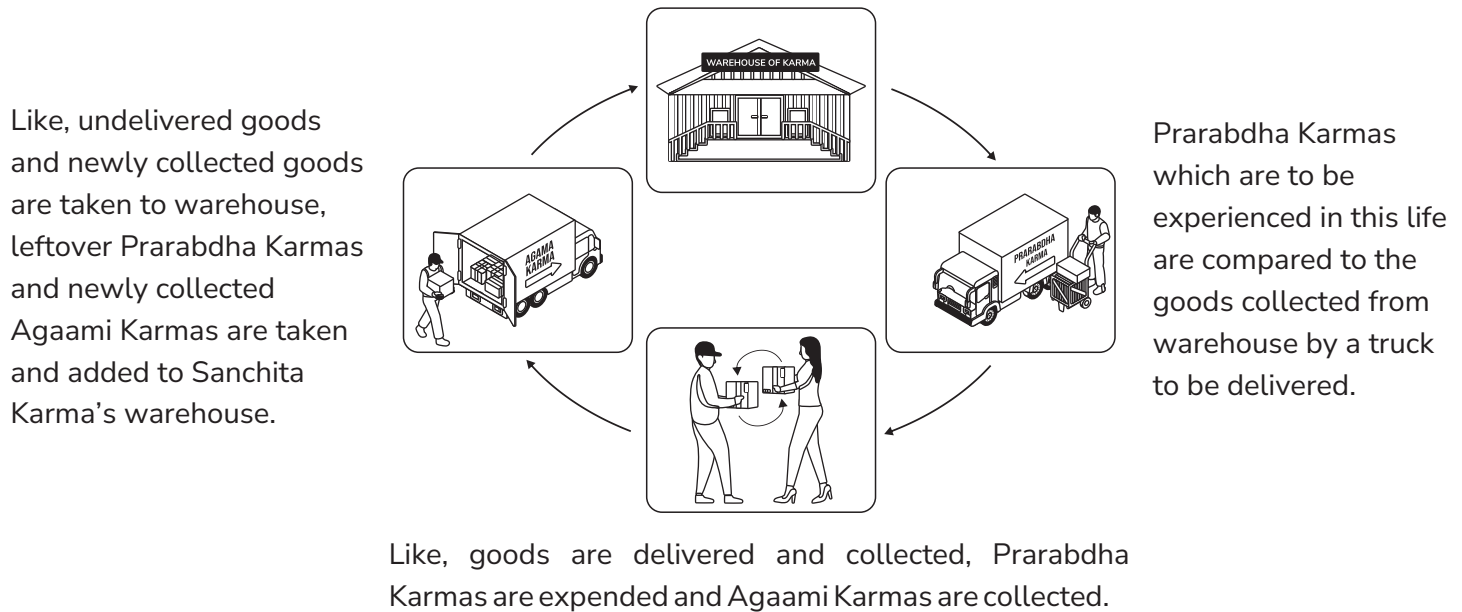 WAREHOUSE OF KARMA
Like, undelivered goods
and newly collected goods
are taken to warehouse,
leftover Prarabdha Karmas
and newly collected
Agaami Karmas are taken
and added to Sanchita
Karma’s warehouse.
AGAMA
KARMA
PRARABDHA
KARMA
Prarabdha Karmas
which are to be
experienced in this life
are compared to the
goods collected from
warehouse by a truck
to be delivered.
Like, goods are delivered and collected, Prarabdha
Karmas are expended and Agaami Karmas are collected.